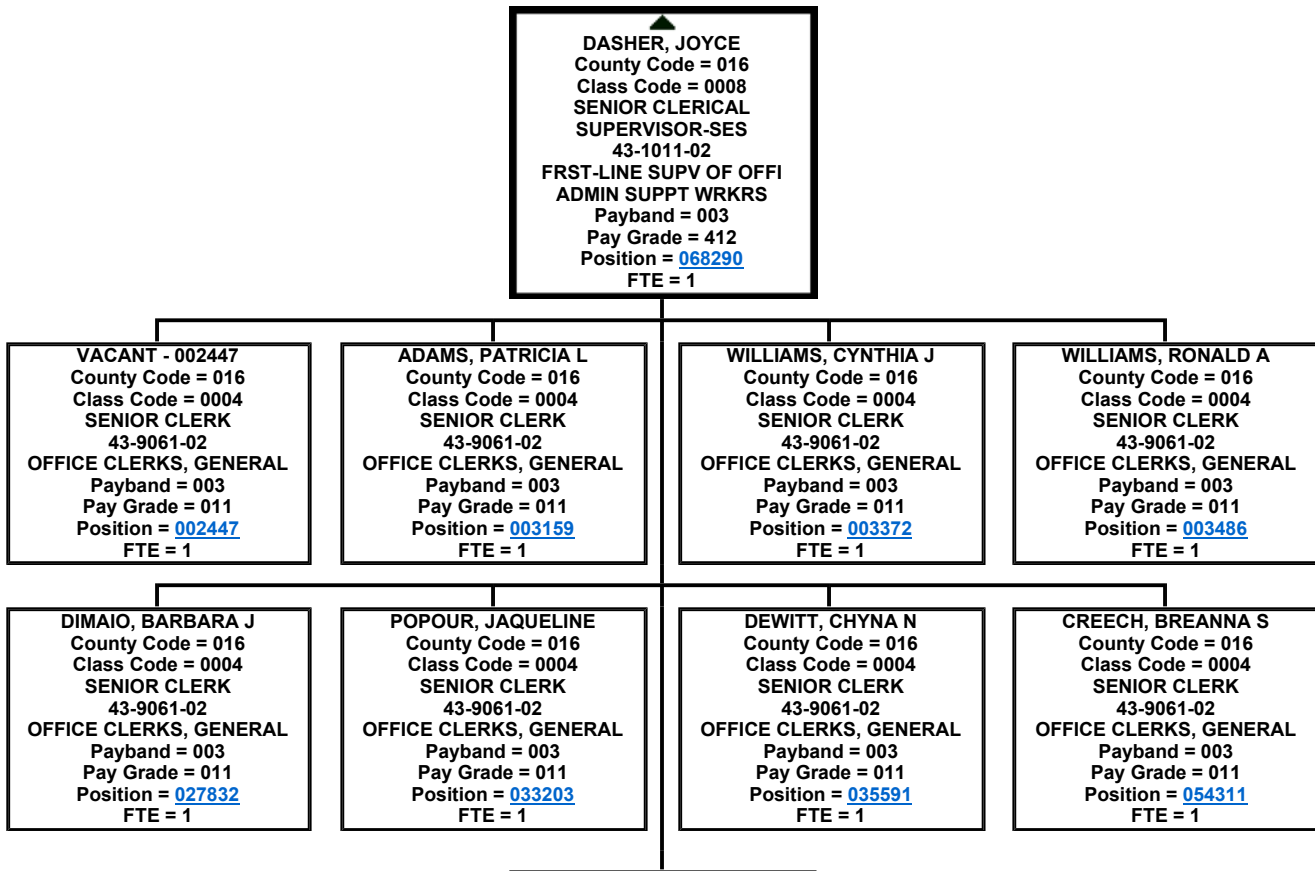 DASHER, JOYCE
County Code = 016
Class Code = 0008
SENIOR CLERICAL
SUPERVISOR-SES
43-1011-02
FRST-LINE SUPV OF OFFI
ADMIN SUPPT WRKRS
Payband = 003
Pay Grade = 412
Position = 068290
FTE = 1
VACANT - 002447
County Code = 016
Class Code = 0004
SENIOR CLERK
43-9061-02
OFFICE CLERKS, GENERAL
Payband = 003
Pay Grade = 011
Position = 002447
FTE = 1
ADAMS, PATRICIA L
County Code = 016
Class Code = 0004
SENIOR CLERK
43-9061-02
OFFICE CLERKS, GENERAL
Payband = 003
Pay Grade = 011
Position = 003159
FTE = 1
WILLIAMS, CYNTHIA J
County Code = 016
Class Code = 0004
SENIOR CLERK
43-9061-02
OFFICE CLERKS, GENERAL
Payband = 003
Pay Grade = 011
Position = 003372
FTE = 1
WILLIAMS, RONALD A
County Code = 016
Class Code = 0004
SENIOR CLERK
43-9061-02
OFFICE CLERKS, GENERAL
Payband = 003
Pay Grade = 011
Position = 003486
FTE = 1
DIMAIO, BARBARA J
County Code = 016
Class Code = 0004
SENIOR CLERK
43-9061-02
OFFICE CLERKS, GENERAL
Payband = 003
Pay Grade = 011
Position = 027832
FTE = 1
POPOUR, JAQUELINE
County Code = 016
Class Code = 0004
SENIOR CLERK
43-9061-02
OFFICE CLERKS, GENERAL
Payband = 003
Pay Grade = 011
Position = 033203
FTE = 1
DEWITT, CHYNA N
County Code = 016
Class Code = 0004
SENIOR CLERK
43-9061-02
OFFICE CLERKS, GENERAL
Payband = 003
Pay Grade = 011
Position = 035591
FTE = 1
CREECH, BREANNA S
County Code = 016
Class Code = 0004
SENIOR CLERK
43-9061-02
OFFICE CLERKS, GENERAL
Payband = 003
Pay Grade = 011
Position = 054311
FTE = 1